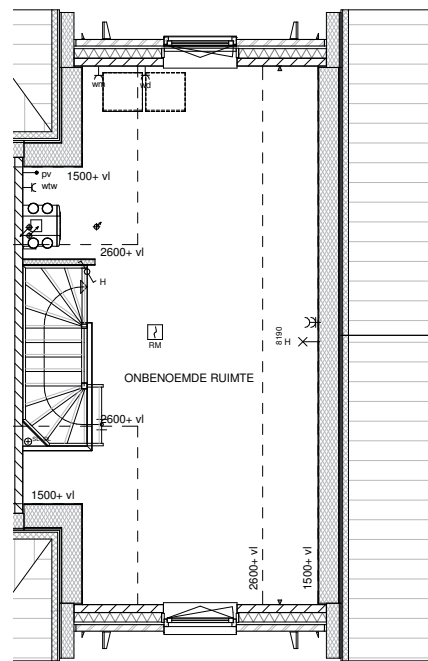 wm wd
pv
1500+ vl
wtw
2600+ vl
H
RM
8190
H
ONBENOEMDE RUIMTE
2600+ vl
1500+ vl
2600+ vl
1500+ vl